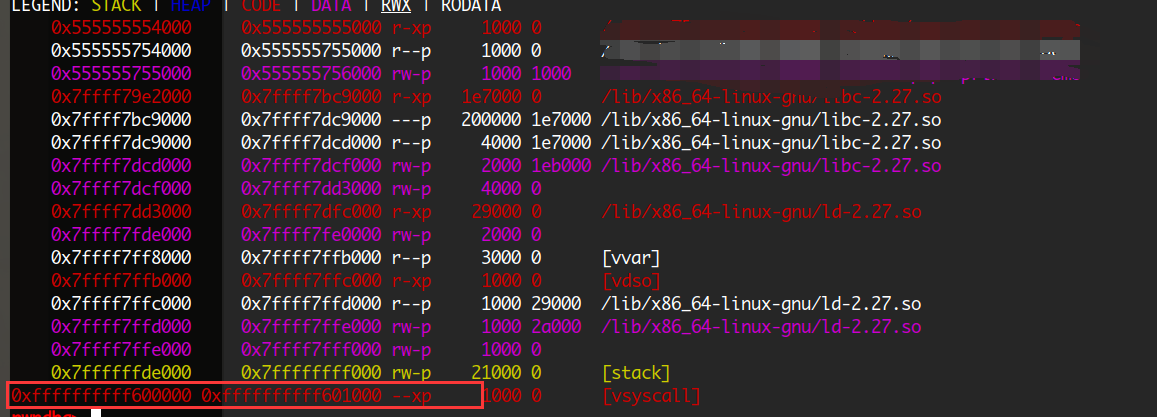 LEGEND: STACK | HEAP | CODE | DATA | RWX | RODATA
0x555555554000 0x555555555000 r-xp 1000 0
0x555555754000 0x555555755000 r--p 1000 0
0x555555755000 0x555555756000 rw-p 1000 1000
0x7ffff79e2000 0x7ffff7bc9000 r-xp 1e7000 0 /lib/x86_64-linux-gnu/libc-2.27.so
0x7ffff7bc9000 0x7ffff7dc9000 ---p 200000 1e7000 /lib/x86_64-linux-gnu/libc-2.27.so
0x7ffff7dc9000 0x7ffff7dcd000 r--p 4000 1e7000 /lib/x86_64-linux-gnu/libc-2.27.so
0x7ffff7dcd000 0x7ffff7dcf000 rw-p 2000 1eb000 /lib/x86_64-linux-gnu/libc-2.27.so
0x7ffff7dcf000 0x7ffff7dd3000 rw-p 4000 0
0x7ffff7dd3000 0x7ffff7dfc000 r-xp 29000 0 /lib/x86_64-linux-gnu/ld-2.27.so
0x7ffff7fde000 0x7ffff7fe0000 rw-p 2000 0
0x7ffff7ff8000 0x7ffff7ffb000 r--p 3000 0 [vvar]
0x7ffff7ffb000 0x7ffff7ffc000 r-xp 1000 0 [vdso]
0x7ffff7ffc000 0x7ffff7ffd000 r--p 1000 29000 /lib/x86_64-linux-gnu/ld-2.27.so
0x7ffff7ffd000 0x7ffff7ffe000 rw-p 1000 2a000 /lib/x86_64-linux-gnu/ld-2.27.so
0x7ffff7ffe000 0x7ffff7fff000 rw-p 1000 0
0x7ffffffde000 0x7ffffffff000 rw-p 21000 0 [stack]
0xffffffffff600000 0xffffffffff601000 --xp 1000 0 [vsyscall]
pwndbg>